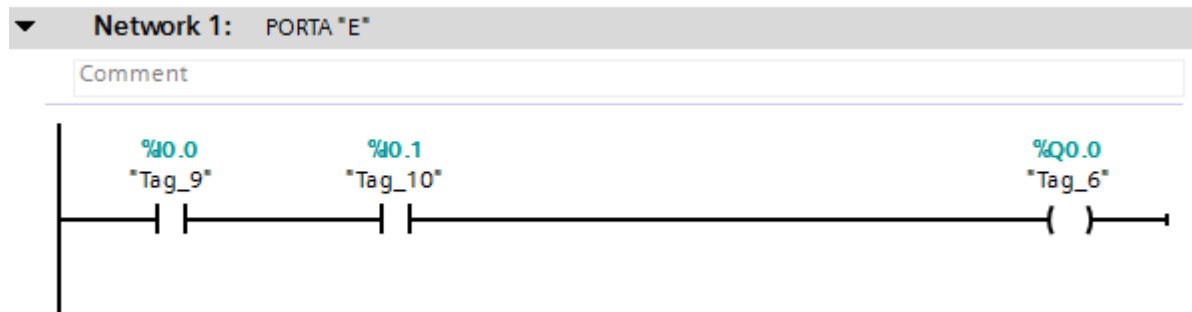 Network 1: PORTA "E"
Comment
%I0.0 %I0.1 %Q0.0
"Tag_9" "Tag_10" "Tag_6"